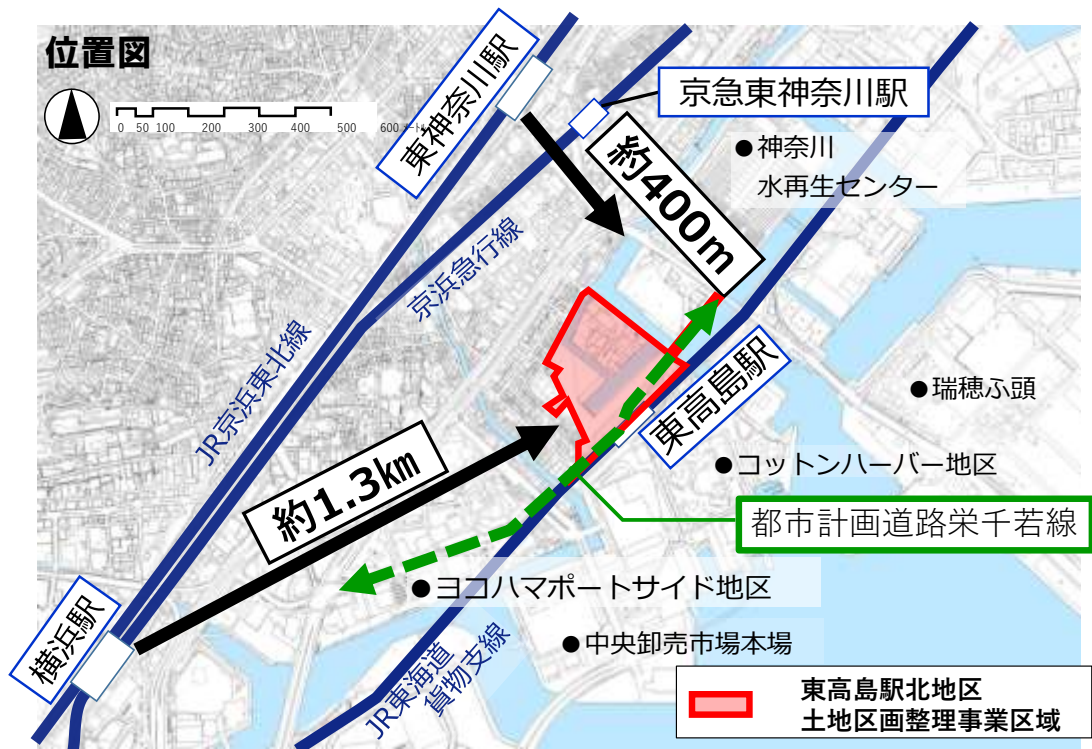 位置図
0 50 100 200 300 400 500 600 メートル
東神奈川駅
京急東神奈川駅
約400m
●神奈川
水再生センター
京浜急行線
JR京浜東北線
東高島駅
●瑞穂ふ頭
●コットンハーバー地区
約1.3㎞
都市計画道路栄千若線
●ヨコハマポートサイド地区
横浜駅
●中央卸売市場本場
JR東海道
貨物支線
東高島駅北地区
土地区画整理事業区域